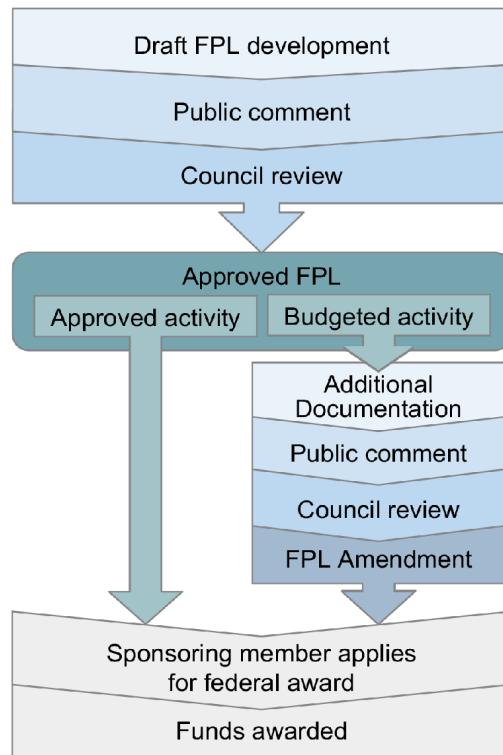 Draft FPL development
Public comment
Council review
Approved FPL
Approved activity
Budgeted activity
Additional
Documentation
Public comment
Council review
FPL Amendment
Sponsoring member applies
for federal award
Funds awarded